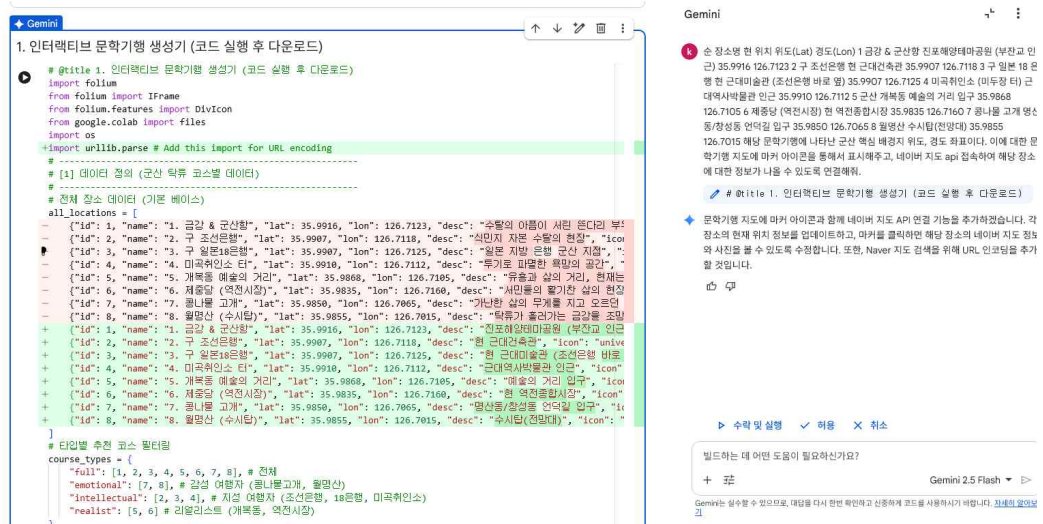 Gemini
1. 인터랙티브 문학기행 생성기 (코드 실행 후 다운로드)
# @title 1. 인터랙티브 문학기행 생성기 (코드 실행 후 다운로드)
import folium
from folium import IFrame
from folium.features import DivIcon
from google.colab import files
import os
+import urllib.parse # Add this import for URL encoding
# ---------------------------------------------------------
# [1] 데이터 정의 (군산 탁류 코스별 데이터)
# ---------------------------------------------------------
# 전체 장소 데이터 (기본 베이스)
all_locations = [
- {"id": 1, "name": "1. 금강 & 군산항", "lat": 35.9916, "lon": 126.7123, "desc": "수탈의 아픔이 서린 뜬다리 부
- {"id": 2, "name": "2. 구 조선은행", "lat": 35.9907, "lon": 126.7118, "desc": "식민지 자본 수탈의 현장", "icon
- {"id": 3, "name": "3. 구 일본18은행", "lat": 35.9907, "lon": 126.7125, "desc": "일본 지방 은행 군산 지점", "
- {"id": 4, "name": "4. 미곡취인소 터", "lat": 35.9910, "lon": 126.7112, "desc": "투기로 파멸한 욕망의 공간", "
- {"id": 5, "name": "5. 개복동 예술의 거리", "lat": 35.9868, "lon": 126.7105, "desc": "유흥과 삶의 거리, 현재는
- {"id": 6, "name": "6. 제중당 (역전시장)", "lat": 35.9835, "lon": 126.7160, "desc": "서민들의 활기찬 삶의 현장
- {"id": 7, "name": "7. 콩나물 고개", "lat": 35.9850, "lon": 126.7065, "desc": "가난한 삶의 무게를 지고 오르던
- {"id": 8, "name": "8. 월명산 (수시탑)", "lat": 35.9855, "lon": 126.7015, "desc": "탁류가 흘러가는 금강을 조망
+ {"id": 1, "name": "1. 금강 & 군산항", "lat": 35.9916, "lon": 126.7123, "desc": "진포해양테마공원 (부잔교 인근
+ {"id": 2, "name": "2. 구 조선은행", "lat": 35.9907, "lon": 126.7118, "desc": "현 근대건축관", "icon": "unive
+ {"id": 3, "name": "3. 구 일본18은행", "lat": 35.9907, "lon": 126.7125, "desc": "현 근대미술관 (조선은행 바로
+ {"id": 4, "name": "4. 미곡취인소 터", "lat": 35.9910, "lon": 126.7112, "desc": "근대역사박물관 인근", "icon"
+ {"id": 5, "name": "5. 개복동 예술의 거리", "lat": 35.9868, "lon": 126.7105, "desc": "예술의 거리 입구", "icon
+ {"id": 6, "name": "6. 제중당 (역전시장)", "lat": 35.9835, "lon": 126.7160, "desc": "현 역전종합시장", "icon"
+ {"id": 7, "name": "7. 콩나물 고개", "lat": 35.9850, "lon": 126.7065, "desc": "명산동/창성동 언덕길 입구", "ic
+ {"id": 8, "name": "8. 월명산 (수시탑)", "lat": 35.9855, "lon": 126.7015, "desc": "수시탑(전망대)", "icon": "
]
# 타입별 추천 코스 필터링
course_types = {
"full": [1, 2, 3, 4, 5, 6, 7, 8], # 전체
"emotional": [7, 8], # 감성 여행자 (콩나물고개, 월명산)
"intellectual": [2, 3, 4], # 지성 여행자 (조선은행, 18은행, 미곡취인소)
"realist": [5, 6] # 리얼리스트 (개복동, 역전시장)
}
Gemini
k
순 장소명 현 위치 위도(Lat) 경도(Lon) 1 금강 & 군산항 진포해양테마공원 (부잔교 인
근) 35.9916 126.7123 2 구 조선은행 현 근대건축관 35.9907 126.7118 3 구 일본 18 은
행 현 근대미술관 (조선은행 바로 옆) 35.9907 126.7125 4 미곡취인소 (미두장 터) 근
대역사박물관 인근 35.9910 126.7112 5 군산 개복동 예술의 거리 입구 35.9868
126.7105 6 제중당 (역전시장) 현 역전종합시장 35.9835 126.7160 7 콩나물 고개 명산
동/창성동 언덕길 입구 35.9850 126.7065 8 월명산 수시탑(전망대) 35.9855
126.7015 해당 문학기행에 나타난 군산 핵심 배경지 위도, 경도 좌표이다. 이에 대한 문
학기행 지도에 마커 아이콘을 통해서 표시해주고, 네이버 지도 api 접속하여 해당 장소
에 대한 정보가 나올 수 있도록 연결해줘.
# @title 1. 인터랙티브 문학기행 생성기 (코드 실행 후 다운로드)
문학기행 지도에 마커 아이콘과 함께 네이버 지도 API 연결 기능을 추가하겠습니다. 각
장소의 현재 위치 정보를 업데이트하고, 마커를 클릭하면 해당 장소의 네이버 지도 정보
와 사진을 볼 수 있도록 수정합니다. 또한, Naver 지도 검색을 위해 URL 인코딩을 추가
할 것입니다.
수락 및 실행 허용 취소
빌드하는 데 어떤 도움이 필요하신가요?
Gemini 2.5 Flash
Gemini는 실수할 수 있으므로, 대답을 다시 한번 확인하고 신중하게 코드를 사용하시기 바랍니다. 자세히 알아보
기